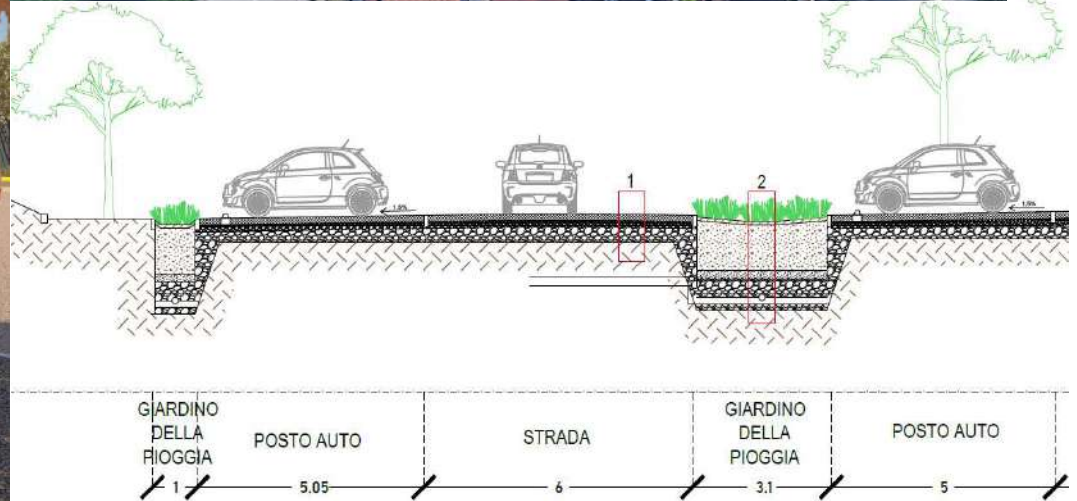 1
2
1.5%
1.5%
GIARDINO
DELLA
PIOGGIA
POSTO AUTO
STRADA
GIARDINO
DELLA
PIOGGIA
POSTO AUTO
1
5.05
6
3.1
5